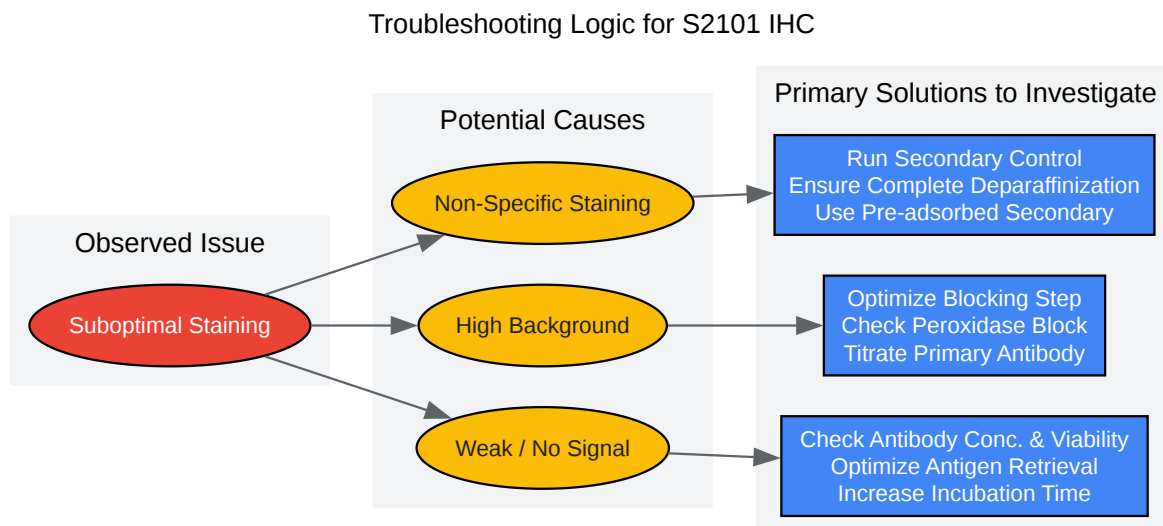 Troubleshooting Logic for S2101 IHC
Observed Issue
Suboptimal Staining
Potential Causes
Non-Specific Staining
High Background
Weak / No Signal
Primary Solutions to Investigate
Run Secondary Control
Ensure Complete Deparaffinization
Use Pre-adsorbed Secondary
Optimize Blocking Step
Check Peroxidase Block
Titrate Primary Antibody
Check Antibody Conc. & Viability
Optimize Antigen Retrieval
Increase Incubation Time